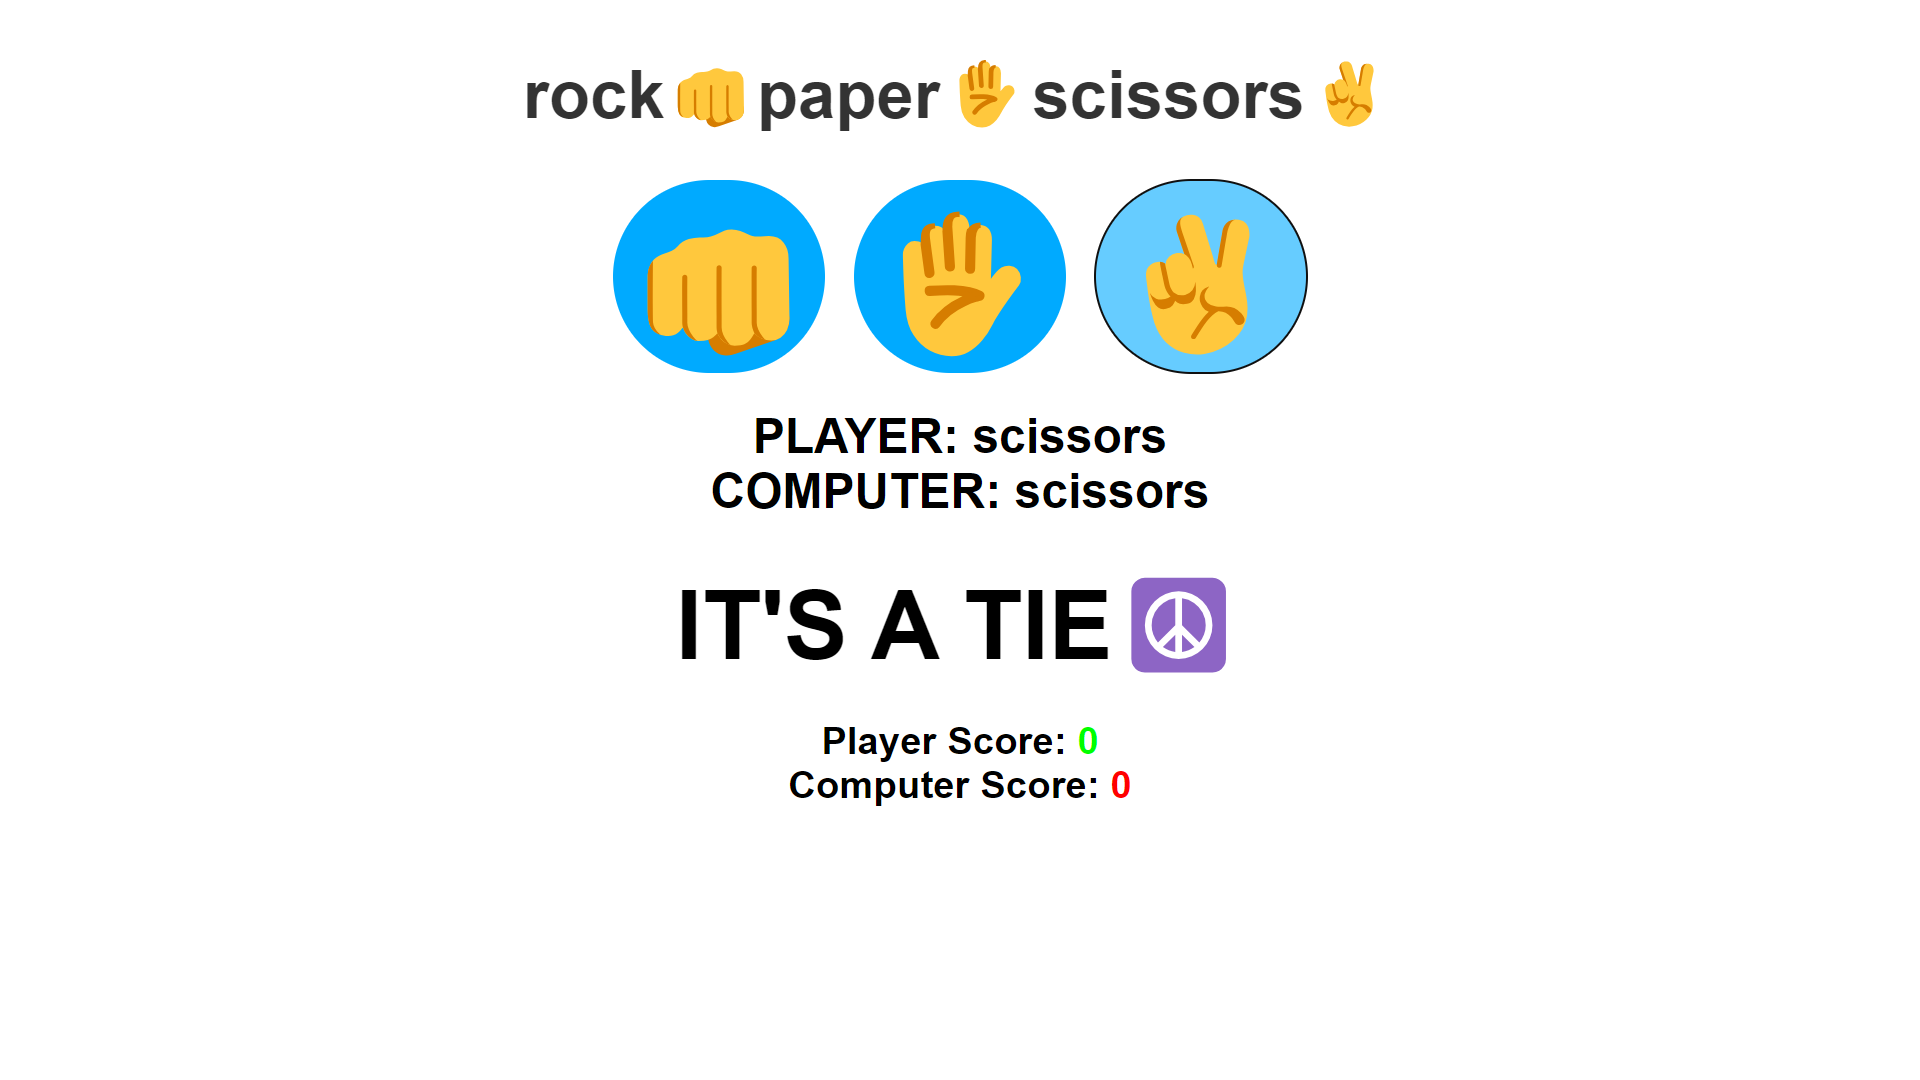 rock👊paper✋scissors✌
PLAYER: scissors
COMPUTER: scissors
IT'S A TIE ☮
Player Score: 0
Computer Score: 0